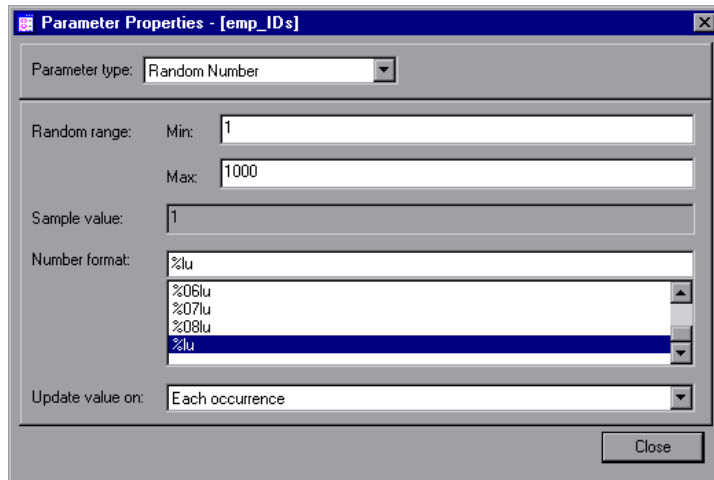 Parameter Properties - [emp_IDs]
Parameter type: Random Number
Random range: Min: 1
Max: 1000
Sample value: 1
Number format: %lu
%06lu
%07lu
%08lu
%lu
Update value on: Each occurrence
Close